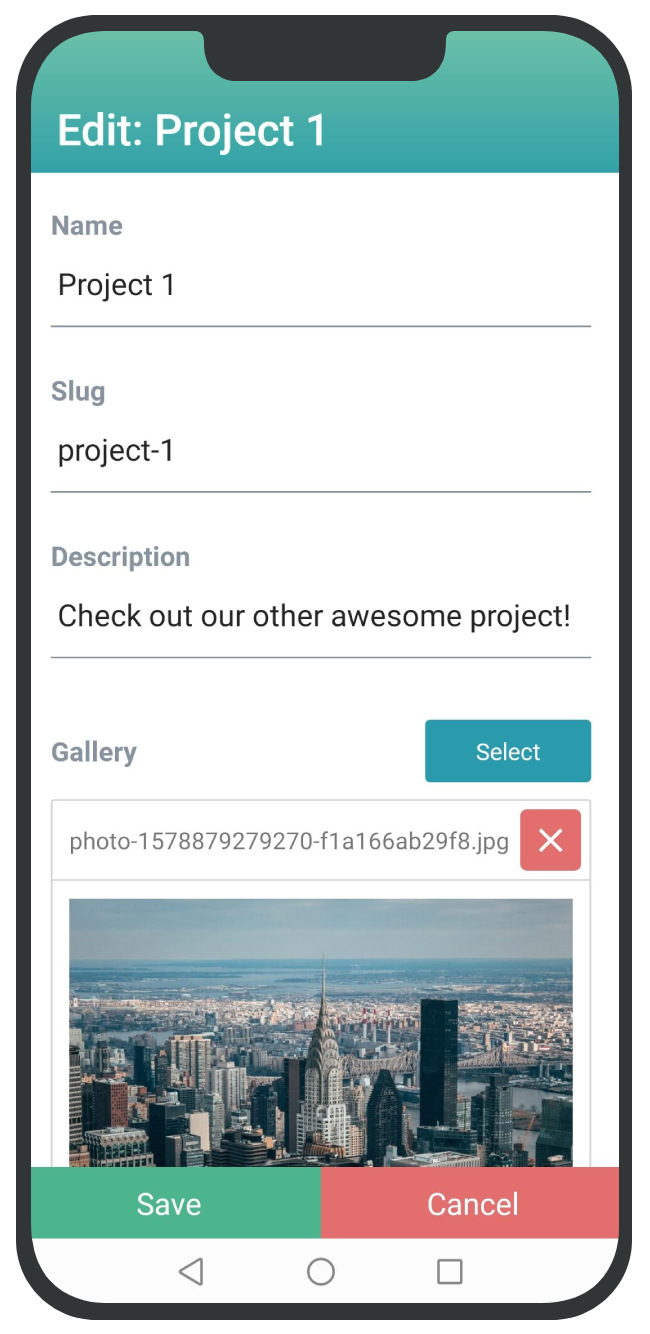 Edit: Project 1
Name
Project 1
Slug
project-1
Description
Check out our other awesome project!
Gallery
Select
photo-1578879279270-f1a166ab29f8.jpg
Save
Cancel